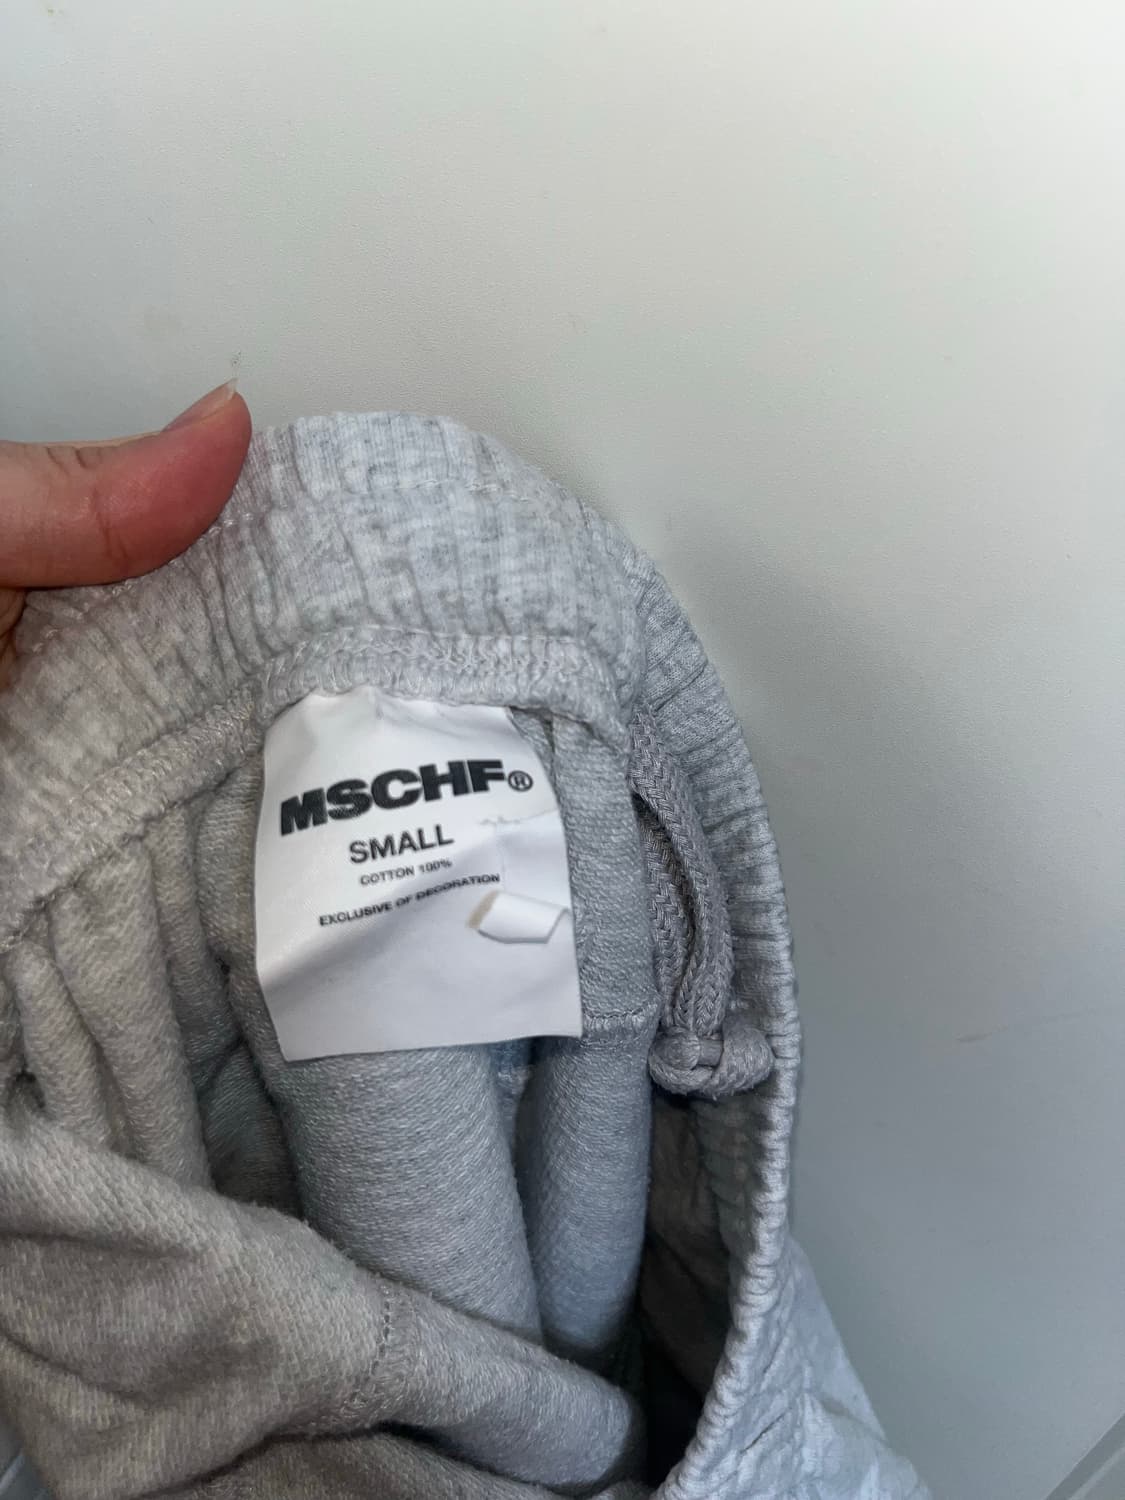 MSCHF®
SMALL
COTTON 100%
EXCLUSIVE OF DECORATION